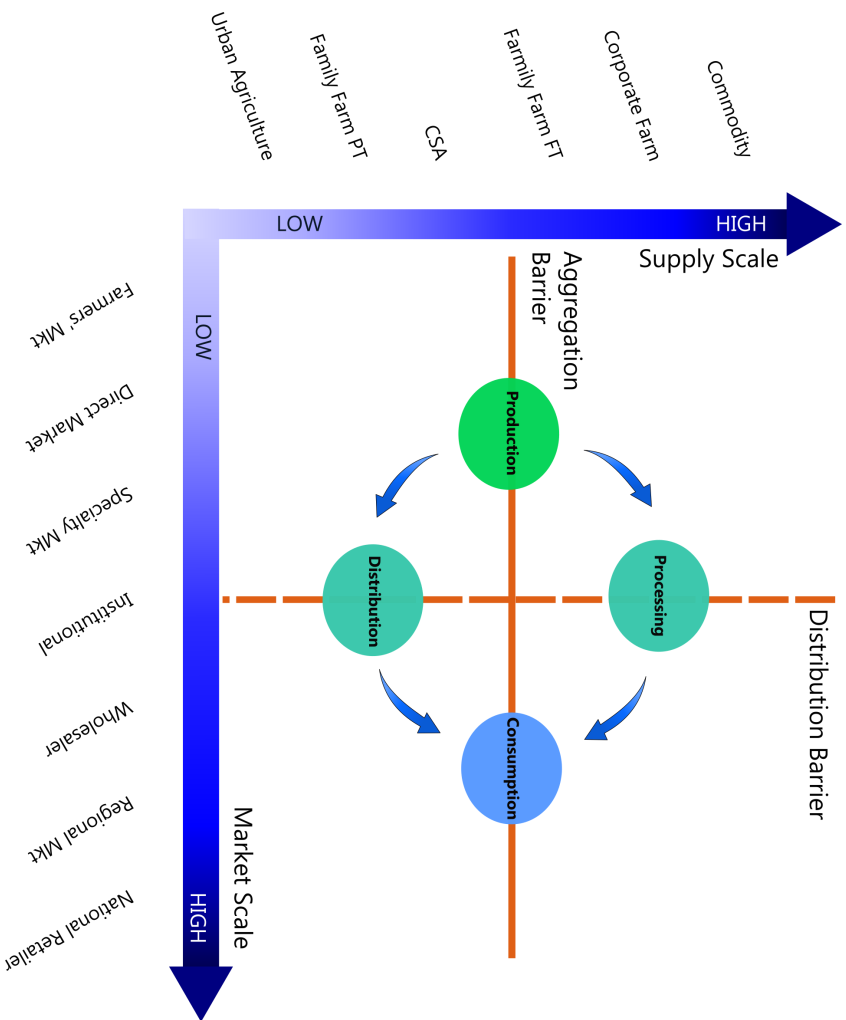 Urban Agriculture
Family Farm PT
CSA
Farmily Farm FT
Corporate Farm
Commodity
LOW
HIGH
Supply Scale
Aggregation
Barrier
Farmers' Mkt
LOW
Direct Market
Production
Specialty Mkt
Distribution
Processing
Institutional
Distribution Barrier
Wholesaler
Consumption
Regional Mkt
Market Scale
National Retailer
HIGH